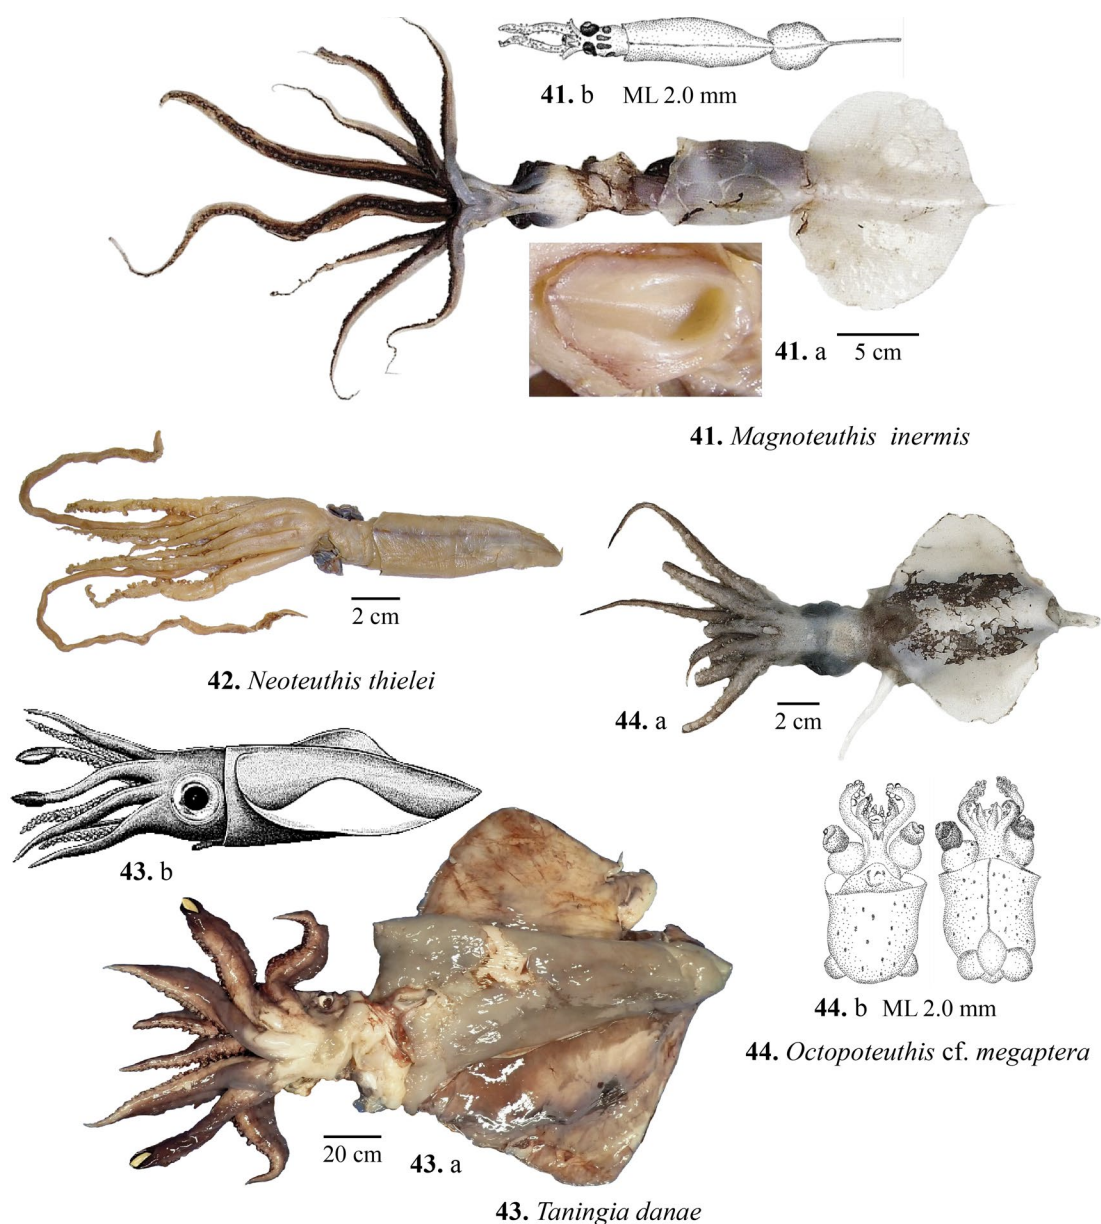 41. b ML 2.0 mm
41. a 5 cm
41. Magnoteuthis inermis
2 cm
42. Neoteuthis thielei
44. a 2 cm
43. b
44. b ML 2.0 mm
44. Octopoteuthis cf. megaptera
20 cm 43. a
43. Taningia danae